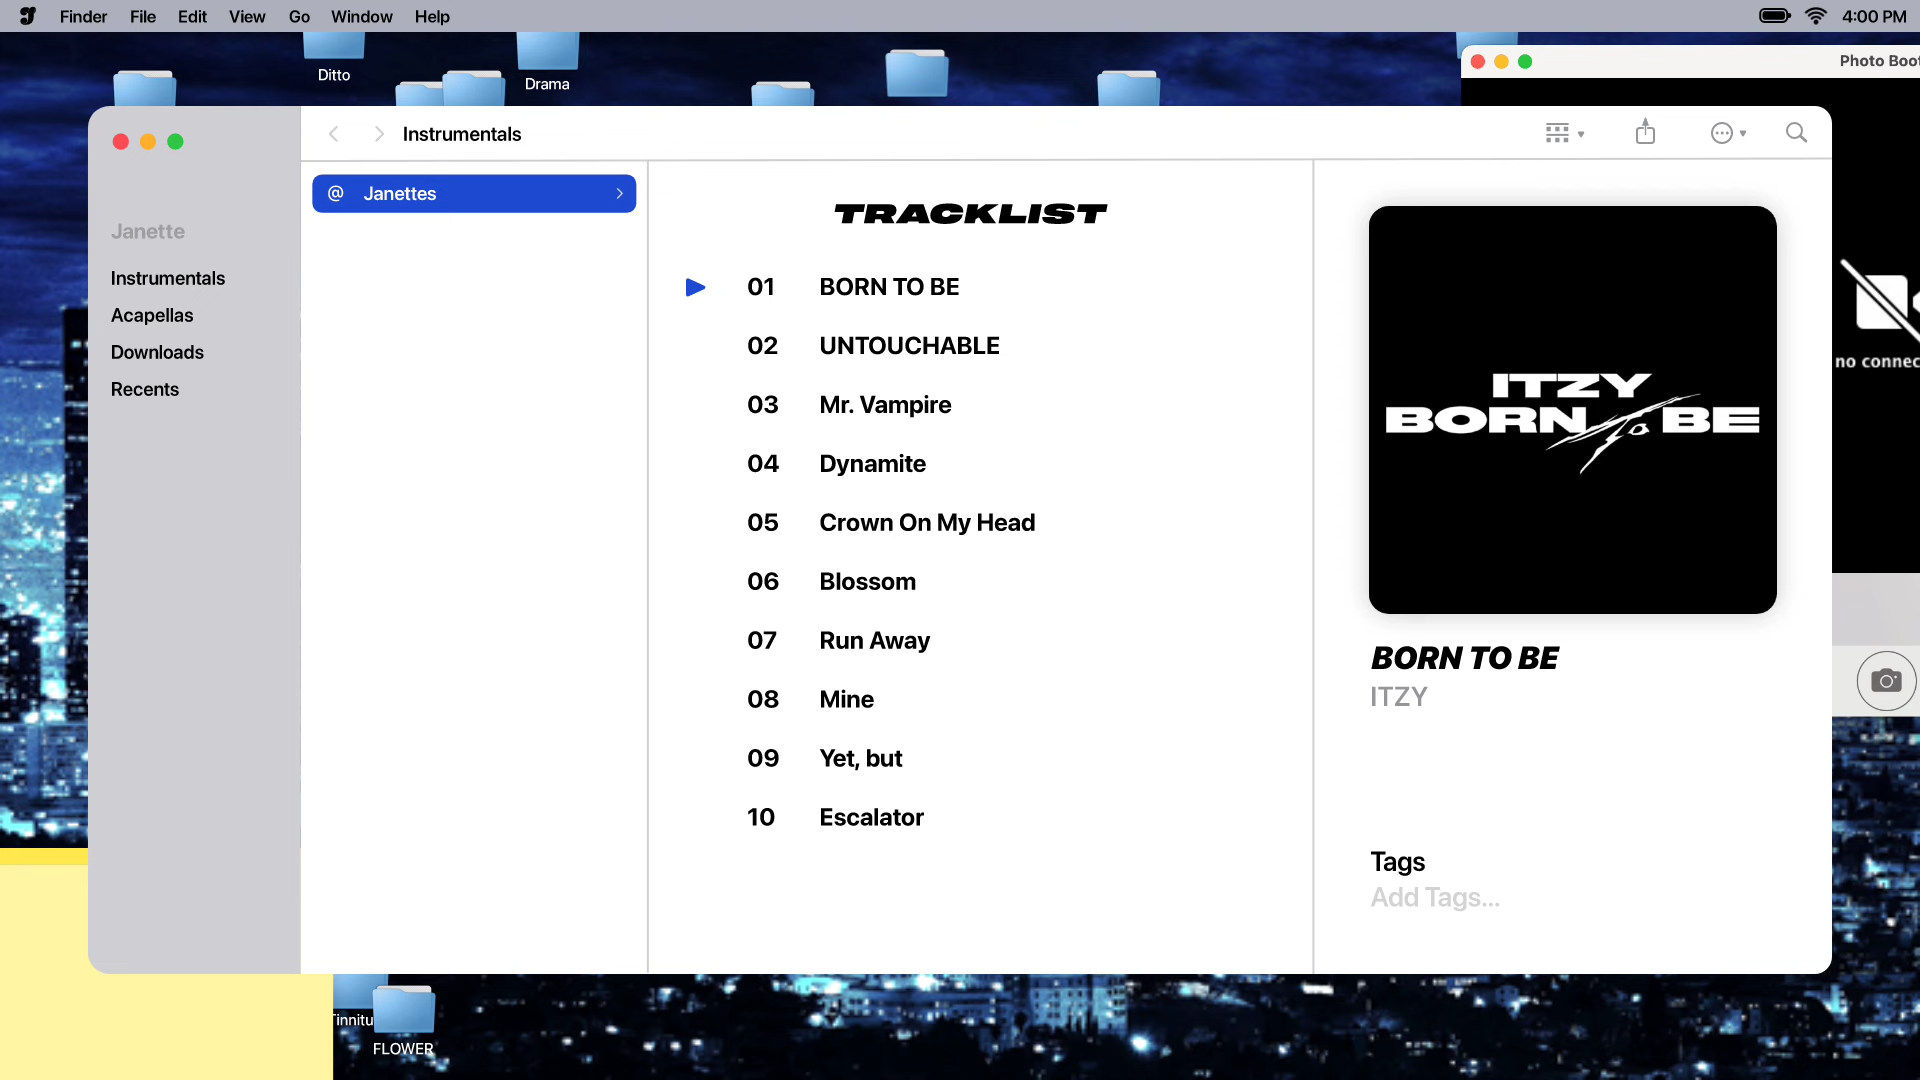 Finder File Edit View Go Window Help
4:00 PM
Ditto
Drama
Photo Boot
Instrumentals
@ Janettes
Janette
Instrumentals
Acapellas
Downloads
Recents
TRACKLIST
01 BORN TO BE
02 UNTOUCHABLE
03 Mr. Vampire
04 Dynamite
05 Crown On My Head
06 Blossom
07 Run Away
08 Mine
09 Yet, but
10 Escalator
ITZY
BORN TO BE
BORN TO BE
ITZY
Tags
Add Tags...
no connec
Tinnitu
FLOWER